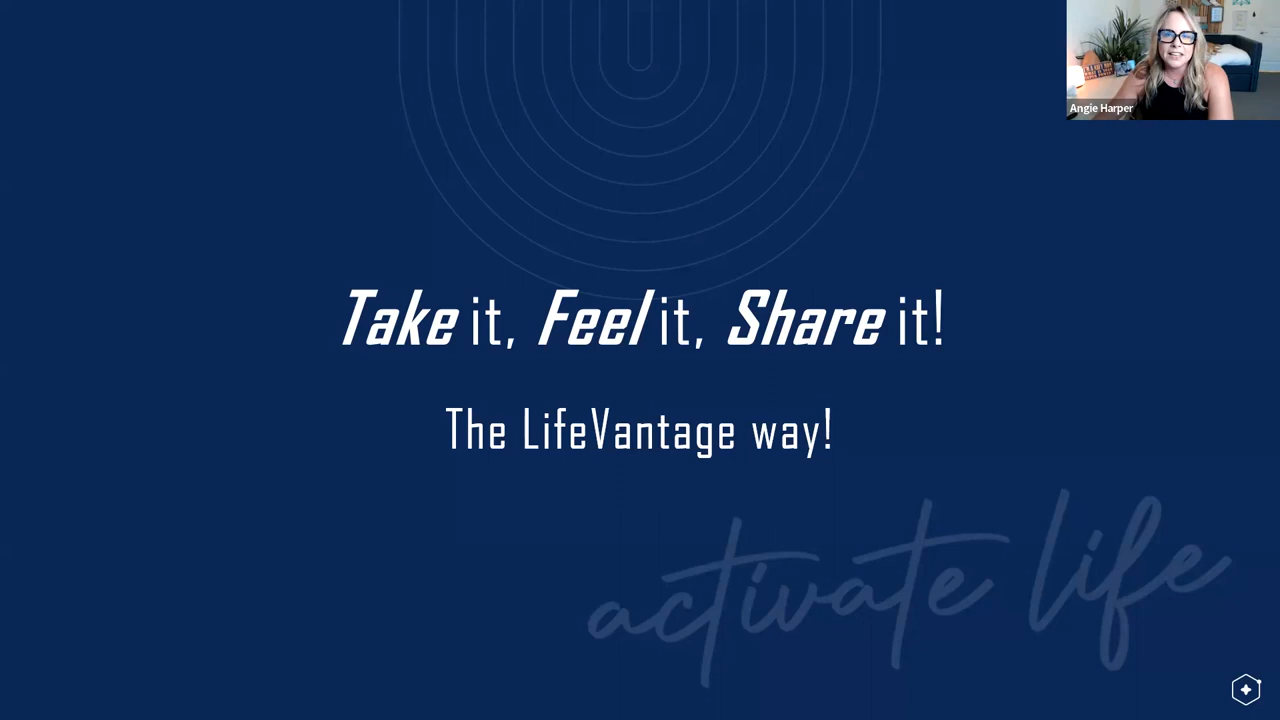 Angie Harper
Take it, Feel it, Share it!
The LifeVantage way!
activate life